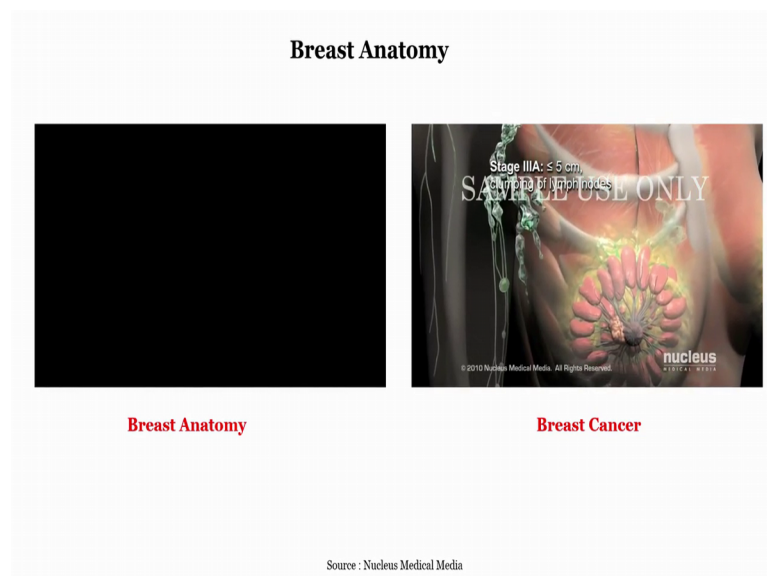 Breast Anatomy
Stage IIIA: ≤ 5 cm,
clumping of lymph nodes
SAMPLE USE ONLY
nucleus
MEDICAL MEDIA
© 2010 Nucleus Medical Media. All Rights Reserved.
Breast Anatomy
Breast Cancer
Source : Nucleus Medical Media